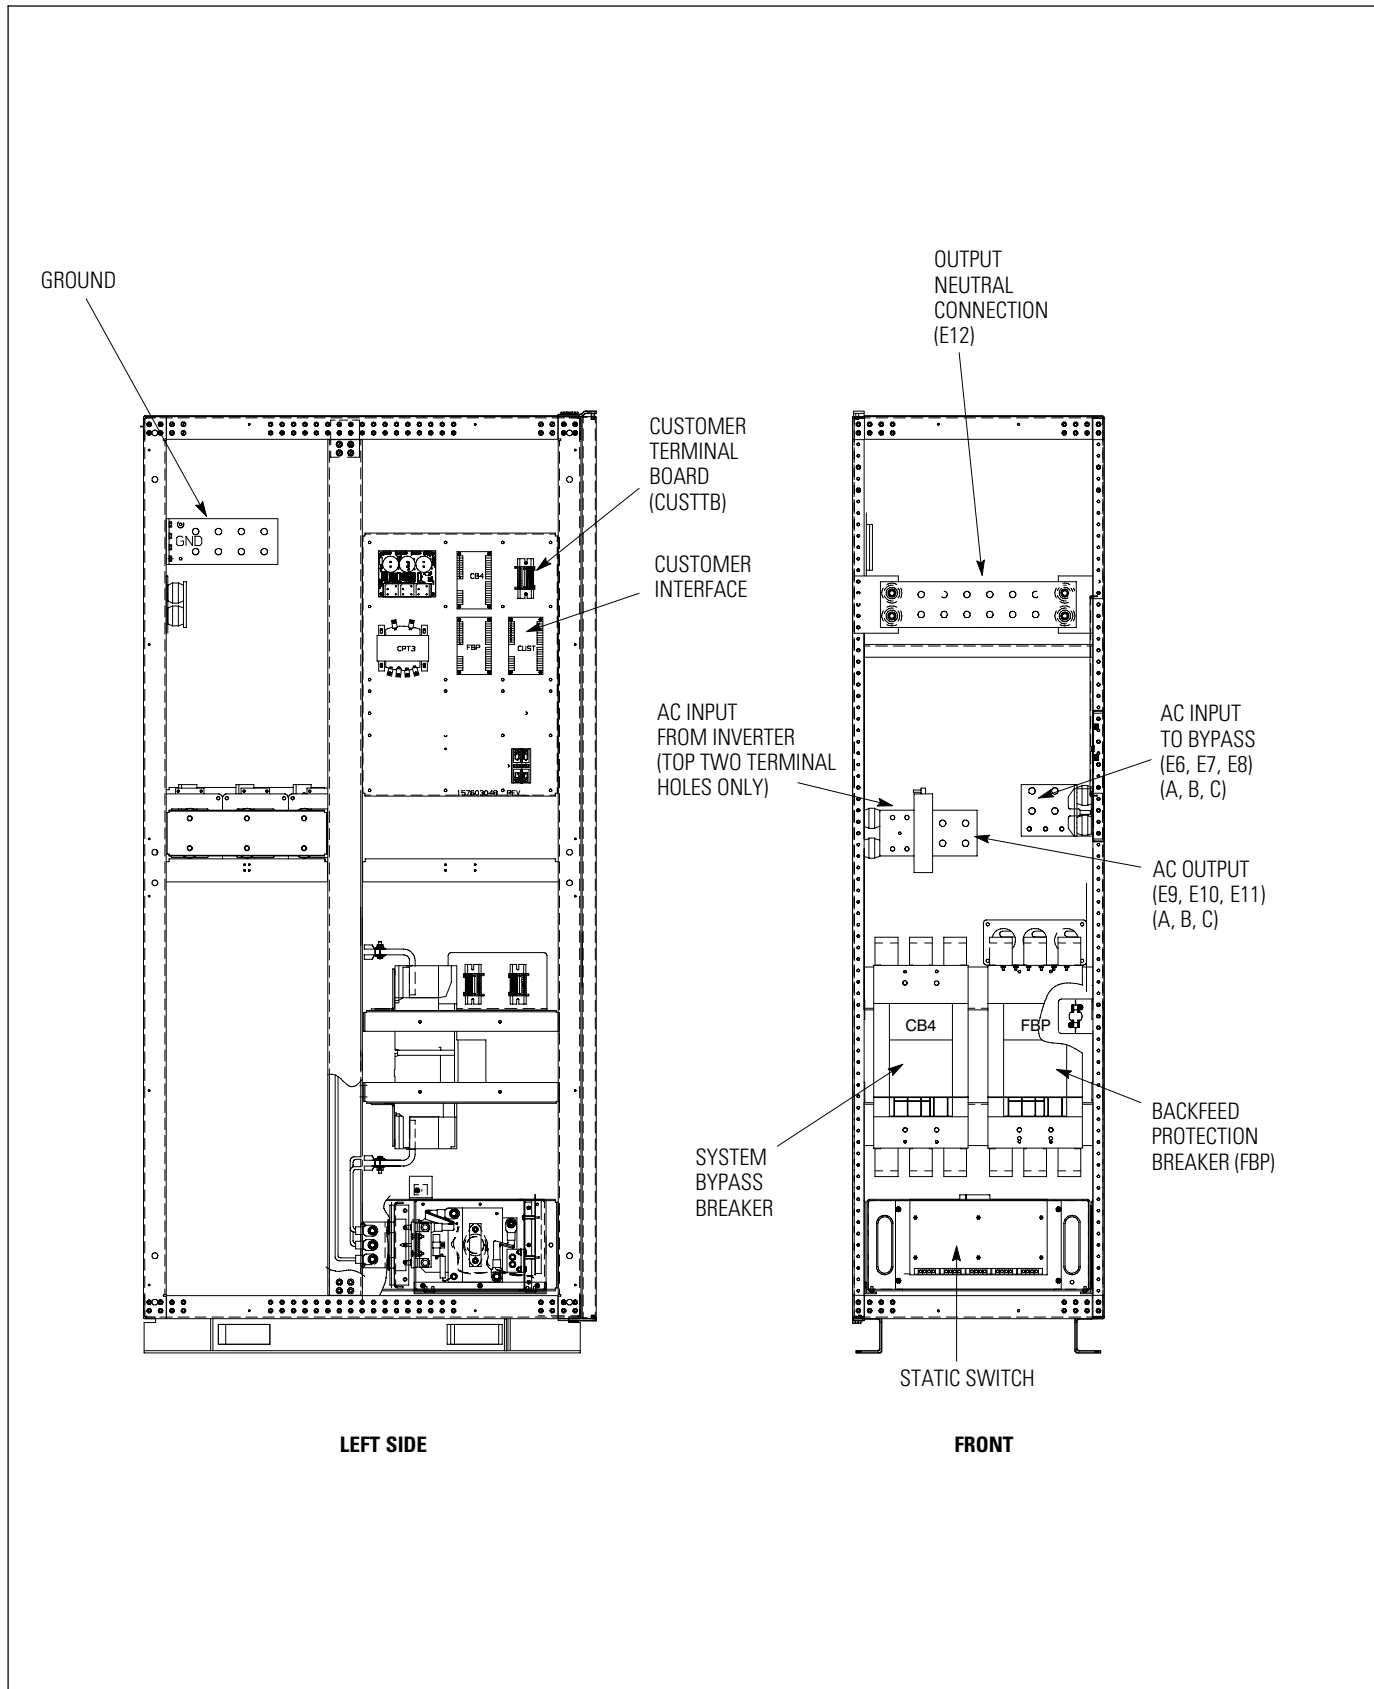 GROUND
OUTPUT
NEUTRAL
CONNECTION
(E12)
CUSTOMER
TERMINAL
BOARD
(CUSTTB)
CUSTOMER
INTERFACE
GND
CB4
CPT3
FBP
CUST
AC INPUT
FROM INVERTER
(TOP TWO TERMINAL
HOLES ONLY)
AC INPUT
TO BYPASS
(E6, E7, E8)
(A, B, C)
AC OUTPUT
(E9, E10, E11)
(A, B, C)
REV
CB4
FBP
SYSTEM
BYPASS
BREAKER
BACKFEED
PROTECTION
BREAKER (FBP)
STATIC SWITCH
LEFT SIDE
FRONT